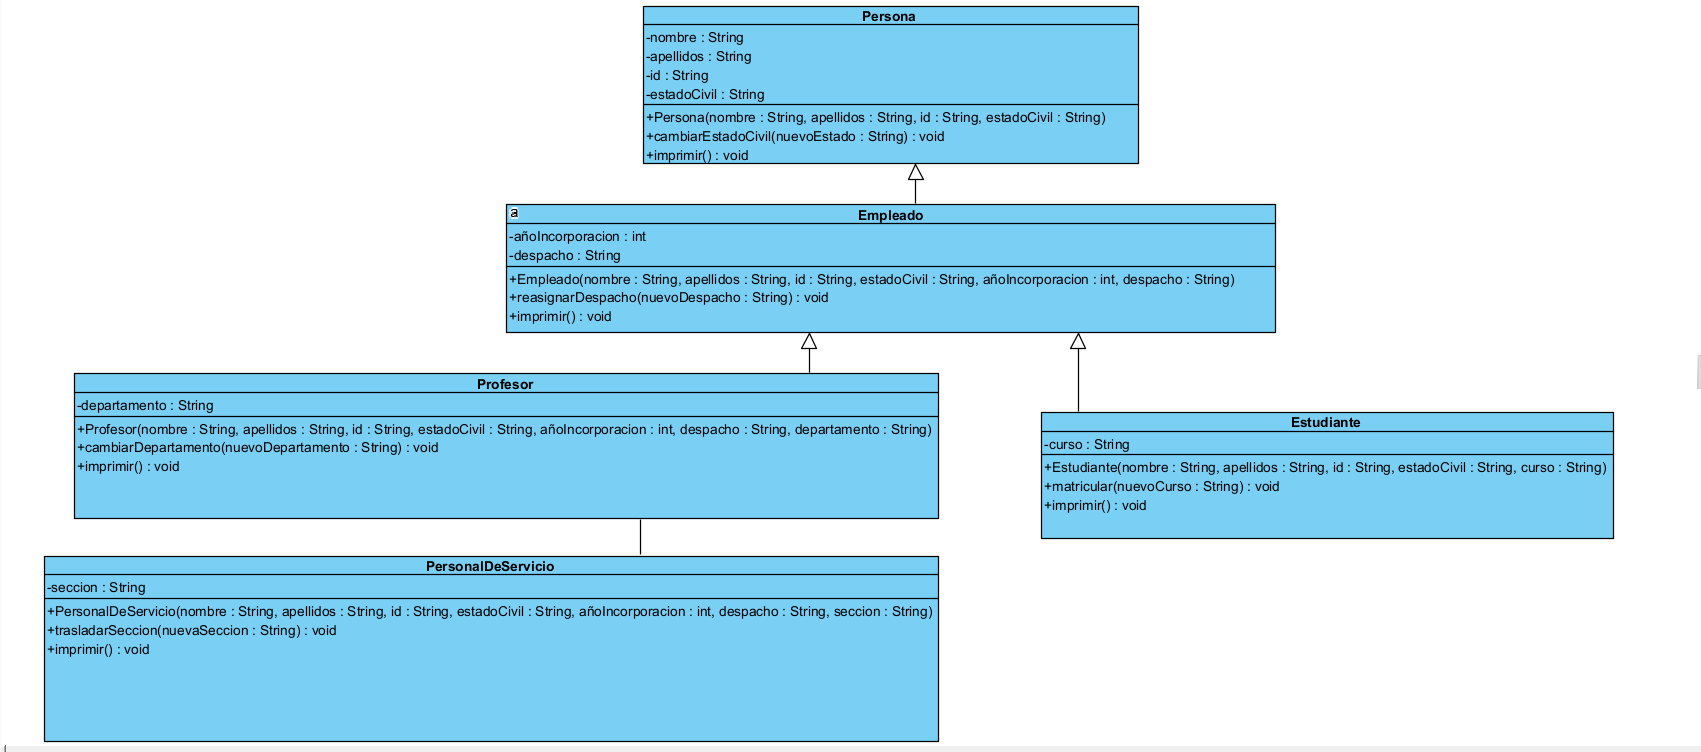 Persona
-nombre : String
-apellidos : String
-id : String
-estadoCivil : String
+Persona(nombre : String, apellidos : String, id : String, estadoCivil : String)
+cambiarEstadoCivil(nuevoEstado : String) : void
+imprimir() : void
a
Empleado
-añoIncorporacion : int
-despacho : String
+Empleado(nombre : String, apellidos : String, id : String, estadoCivil : String, añoIncorporacion : int, despacho : String)
+reasignarDespacho(nuevoDespacho : String) : void
+imprimir() : void
Profesor
-departamento : String
+Profesor(nombre : String, apellidos : String, id : String, estadoCivil : String, añoIncorporacion : int, despacho : String, departamento : String)
+cambiarDepartamento(nuevoDepartamento : String) : void
+imprimir() : void
Estudiante
-curso : String
+Estudiante(nombre : String, apellidos : String, id : String, estadoCivil : String, curso : String)
+matricular(nuevoCurso : String) : void
+imprimir() : void
PersonalDeServicio
-seccion : String
+PersonalDeServicio(nombre : String, apellidos : String, id : String, estadoCivil : String, añoIncorporacion : int, despacho : String, seccion : String)
+trasladarSeccion(nuevaSeccion : String) : void
+imprimir() : void